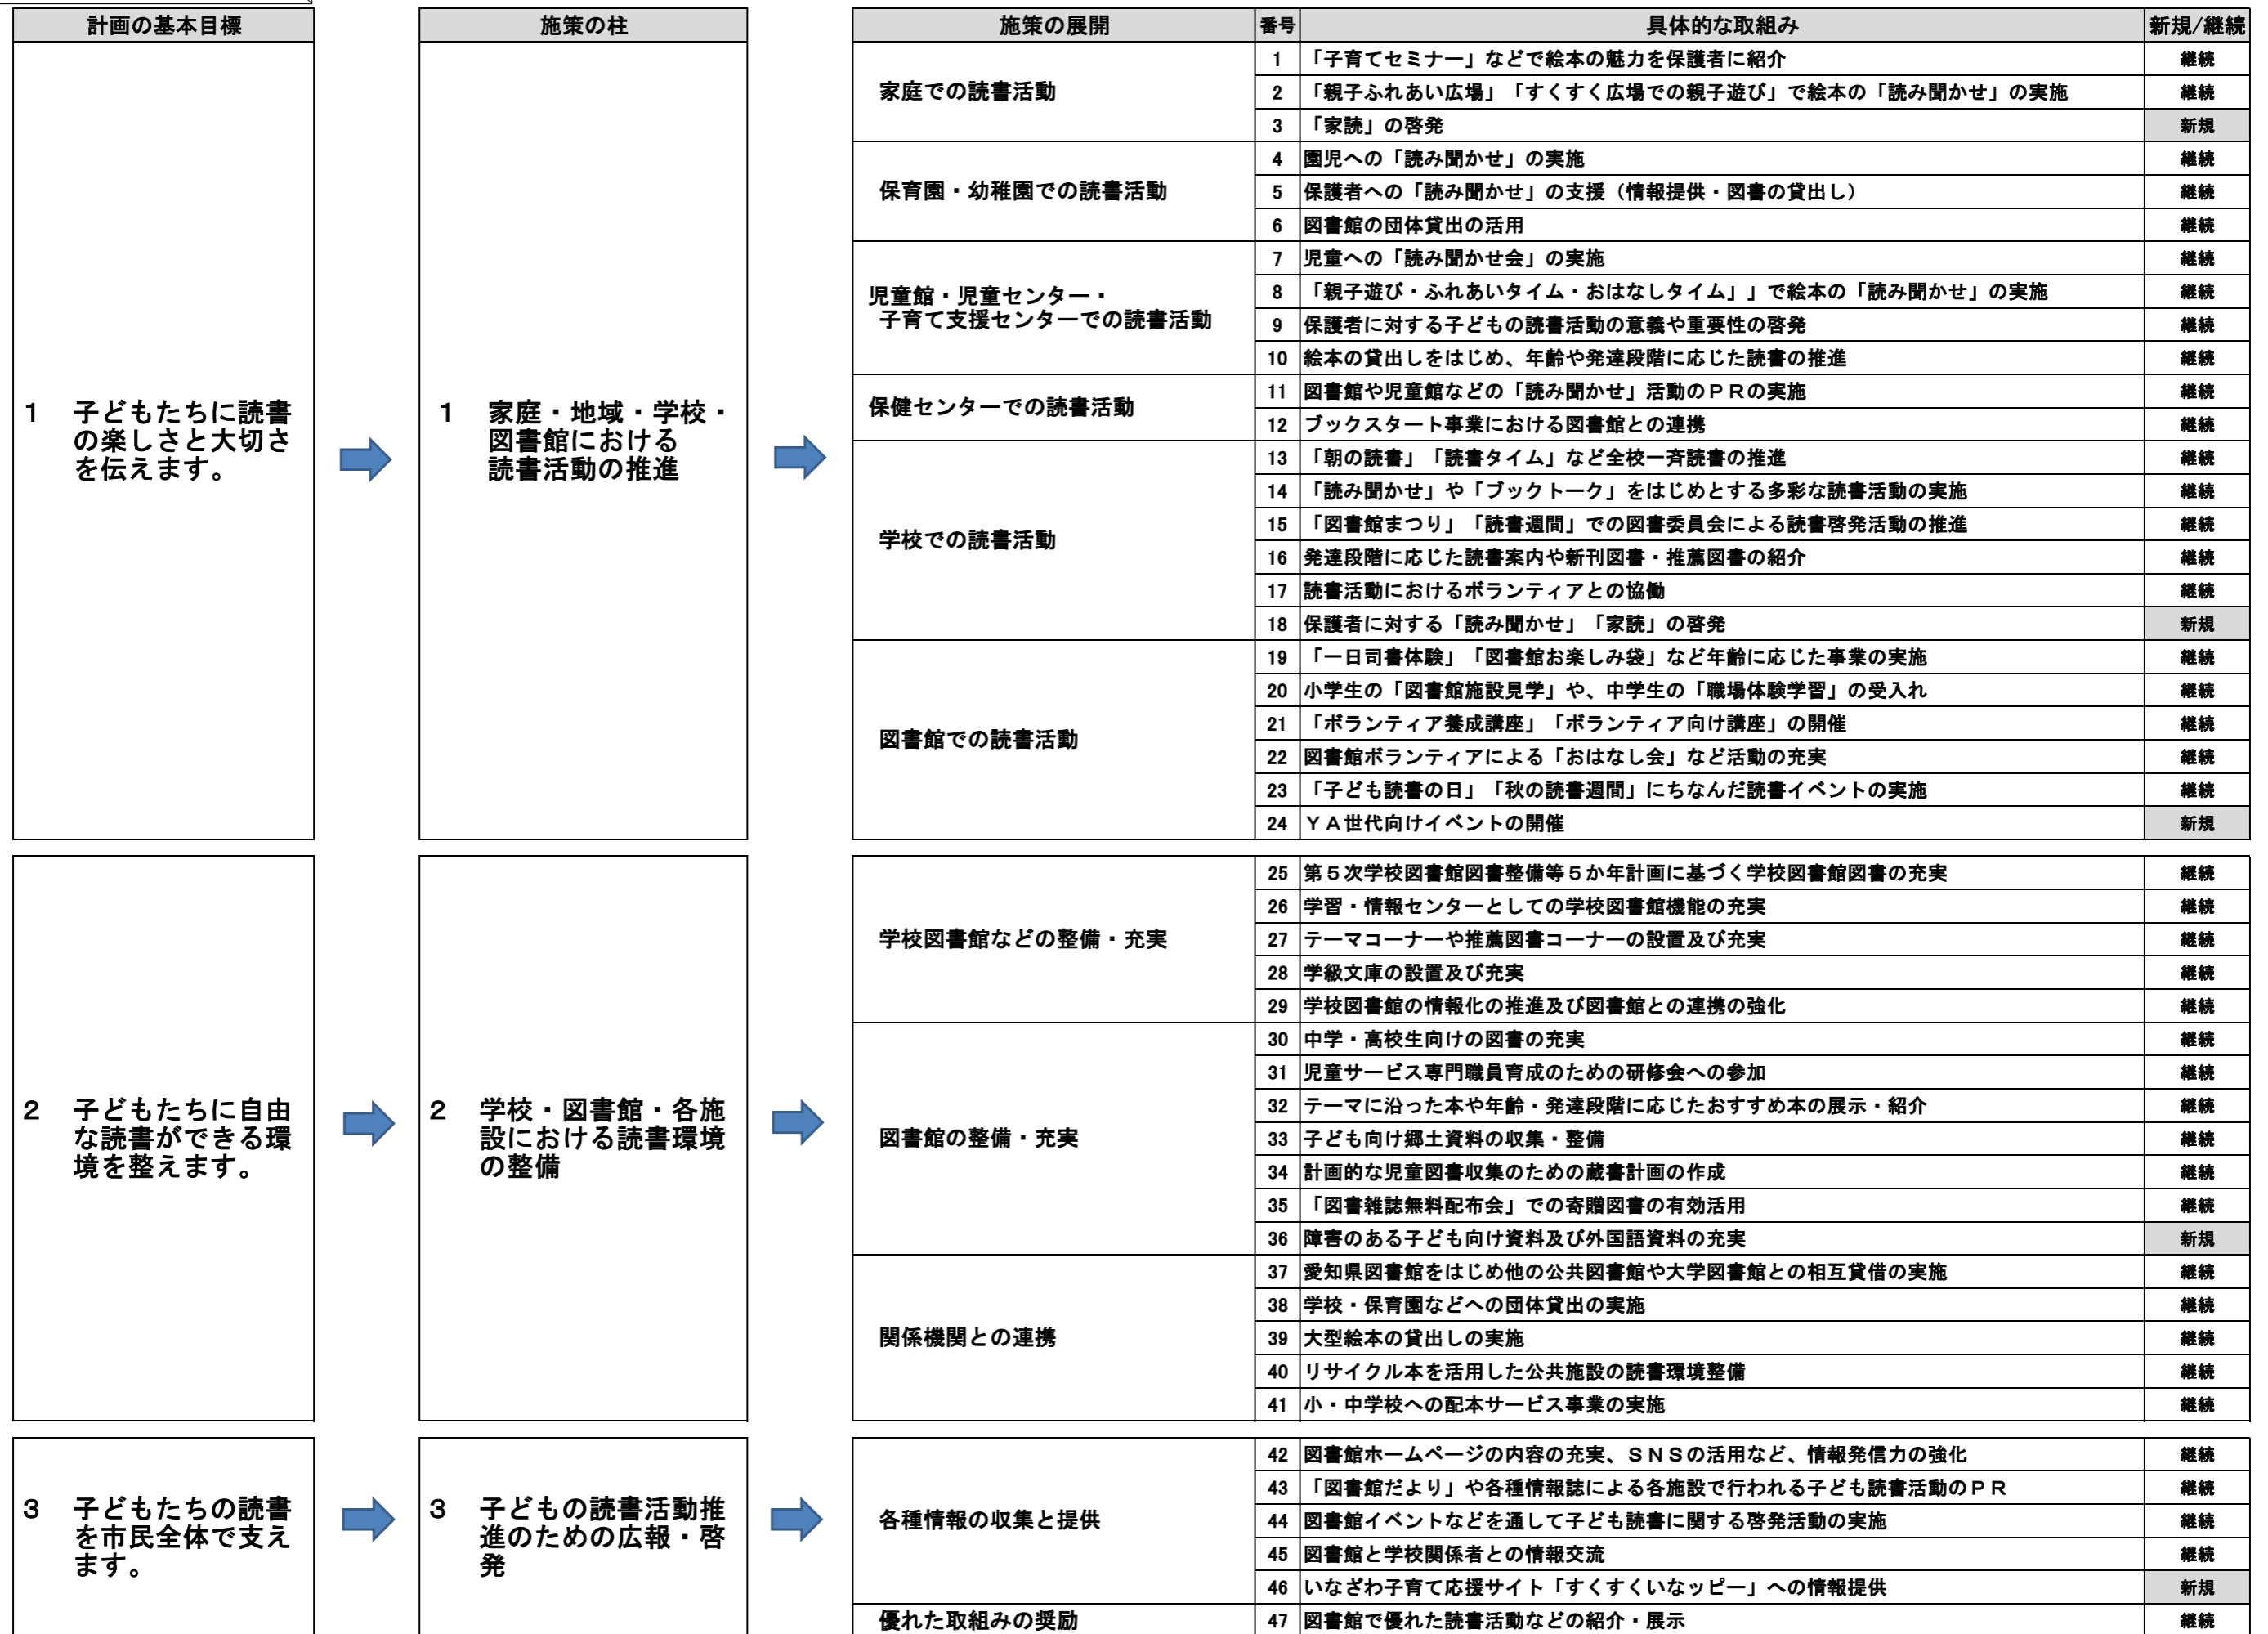 計画の基本目標
施策の柱
施策の展開 番号 具体的な取組み 新規/継続
1 子どもたちに読書
の楽しさと大切さ
を伝えます。
1 家庭・地域・学校・
図書館における
読書活動の推進
家庭での読書活動
1 「子育てセミナー」などで絵本の魅力を保護者に紹介 継続
2 「親子ふれあい広場」「すくすく広場での親子遊び」で絵本の「読み聞かせ」の実施 継続
3 「家読」の啓発 新規
保育園・幼稚園での読書活動
4 園児への「読み聞かせ」の実施 継続
5 保護者への「読み聞かせ」の支援（情報提供・図書の貸出し） 継続
6 図書館の団体貸出の活用 継続
児童館・児童センター・
子育て支援センターでの読書活動
7 児童への「読み聞かせ会」の実施 継続
8 「親子遊び・ふれあいタイム・おはなしタイム」」で絵本の「読み聞かせ」の実施 継続
9 保護者に対する子どもの読書活動の意義や重要性の啓発 継続
10 絵本の貸出しをはじめ、年齢や発達段階に応じた読書の推進 継続
保健センターでの読書活動
11 図書館や児童館などの「読み聞かせ」活動のＰＲの実施 継続
12 ブックスタート事業における図書館との連携 継続
学校での読書活動
13 「朝の読書」「読書タイム」など全校一斉読書の推進 継続
14 「読み聞かせ」や「ブックトーク」をはじめとする多彩な読書活動の実施 継続
15 「図書館まつり」「読書週間」での図書委員会による読書啓発活動の推進 継続
16 発達段階に応じた読書案内や新刊図書・推薦図書の紹介 継続
17 読書活動におけるボランティアとの協働 継続
18 保護者に対する「読み聞かせ」「家読」の啓発 新規
図書館での読書活動
19 「一日司書体験」「図書館お楽しみ袋」など年齢に応じた事業の実施 継続
20 小学生の「図書館施設見学」や、中学生の「職場体験学習」の受入れ 継続
21 「ボランティア養成講座」「ボランティア向け講座」の開催 継続
22 図書館ボランティアによる「おはなし会」など活動の充実 継続
23 「子ども読書の日」「秋の読書週間」にちなんだ読書イベントの実施 継続
24 ＹＡ世代向けイベントの開催 新規
2 子どもたちに自由
な読書ができる環
境を整えます。
2 学校・図書館・各施
設における読書環境
の整備
学校図書館などの整備・充実
25 第５次学校図書館図書整備等５か年計画に基づく学校図書館図書の充実 継続
26 学習・情報センターとしての学校図書館機能の充実 継続
27 テーマコーナーや推薦図書コーナーの設置及び充実 継続
28 学級文庫の設置及び充実 継続
29 学校図書館の情報化の推進及び図書館との連携の強化 継続
図書館の整備・充実
30 中学・高校生向けの図書の充実 継続
31 児童サービス専門職員育成のための研修会への参加 継続
32 テーマに沿った本や年齢・発達段階に応じたおすすめ本の展示・紹介 継続
33 子ども向け郷土資料の収集・整備 継続
34 計画的な児童図書収集のための蔵書計画の作成 継続
35 「図書雑誌無料配布会」での寄贈図書の有効活用 継続
36 障害のある子ども向け資料及び外国語資料の充実 新規
関係機関との連携
37 愛知県図書館をはじめ他の公共図書館や大学図書館との相互貸借の実施 継続
38 学校・保育園などへの団体貸出の実施 継続
39 大型絵本の貸出しの実施 継続
40 リサイクル本を活用した公共施設の読書環境整備 継続
41 小・中学校への配本サービス事業の実施 継続
3 子どもたちの読書
を市民全体で支え
ます。
3 子どもの読書活動推
進のための広報・啓
発
各種情報の収集と提供
42 図書館ホームページの内容の充実、ＳＮＳの活用など、情報発信力の強化 継続
43 「図書館だより」や各種情報誌による各施設で行われる子ども読書活動のＰＲ 継続
44 図書館イベントなどを通して子ども読書に関する啓発活動の実施 継続
45 図書館と学校関係者との情報交流 継続
46 いなざわ子育て応援サイト「すくすくいなッピー」への情報提供 新規
優れた取組みの奨励 47 図書館で優れた読書活動などの紹介・展示 継続